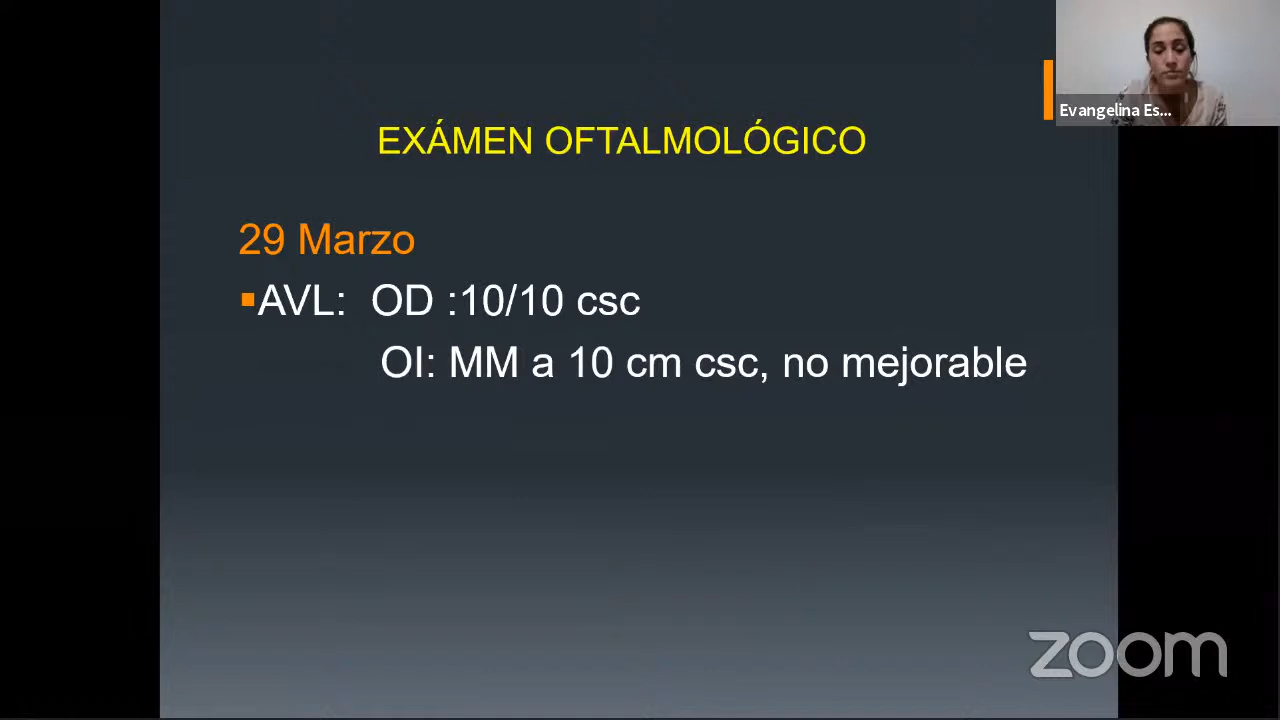 Evangelina Es...
EXÁMEN OFTALMOLÓGICO
29 Marzo
▪AVL: OD :10/10 csc
OI: MM a 10 cm csc, no mejorable
zoom